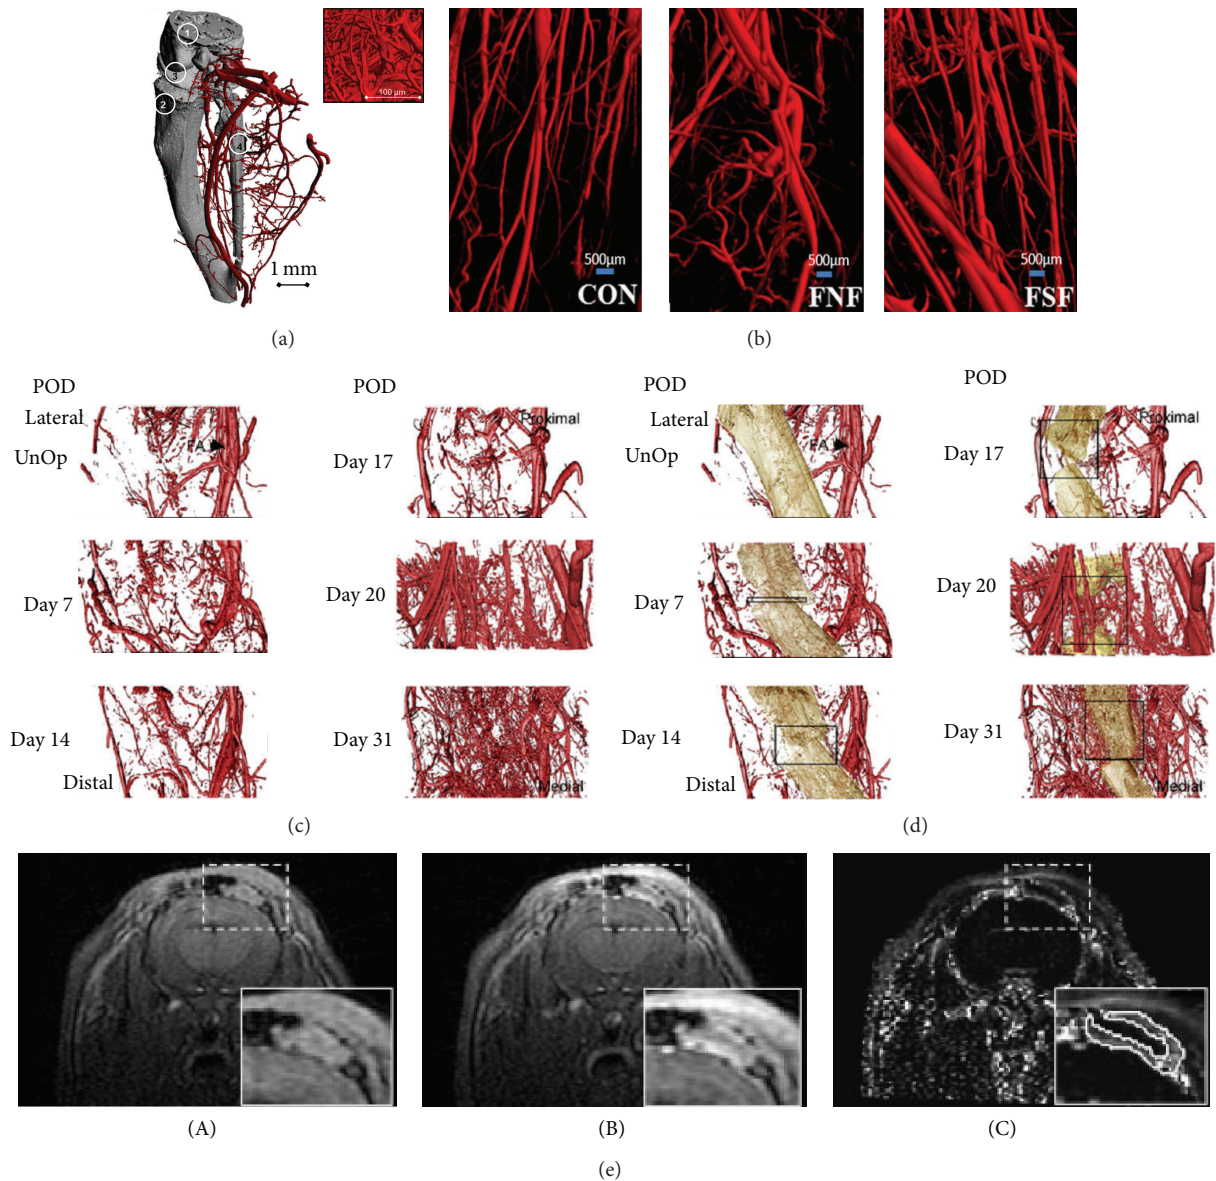 1
3
2
4
100 µm
1 mm
(a)
500µm
CON
500µm
FNF
500µm
FSF
(b)
POD
Lateral
UnOp
FA
Day 7
Day 14
Distal
POD
Day 17
Proximal
Day 20
Day 31
Medial
(c)
POD
Lateral
UnOp
FA
Day 7
Day 14
Distal
POD
Day 17
Proximal
Day 20
Day 31
Medial
(d)
(A)
(B)
(C)
(e)